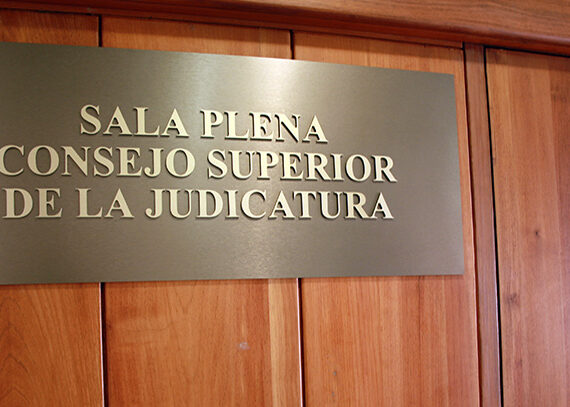 SALA PLENA
CONSEJO SUPERIOR
DE LA JUDICATURA